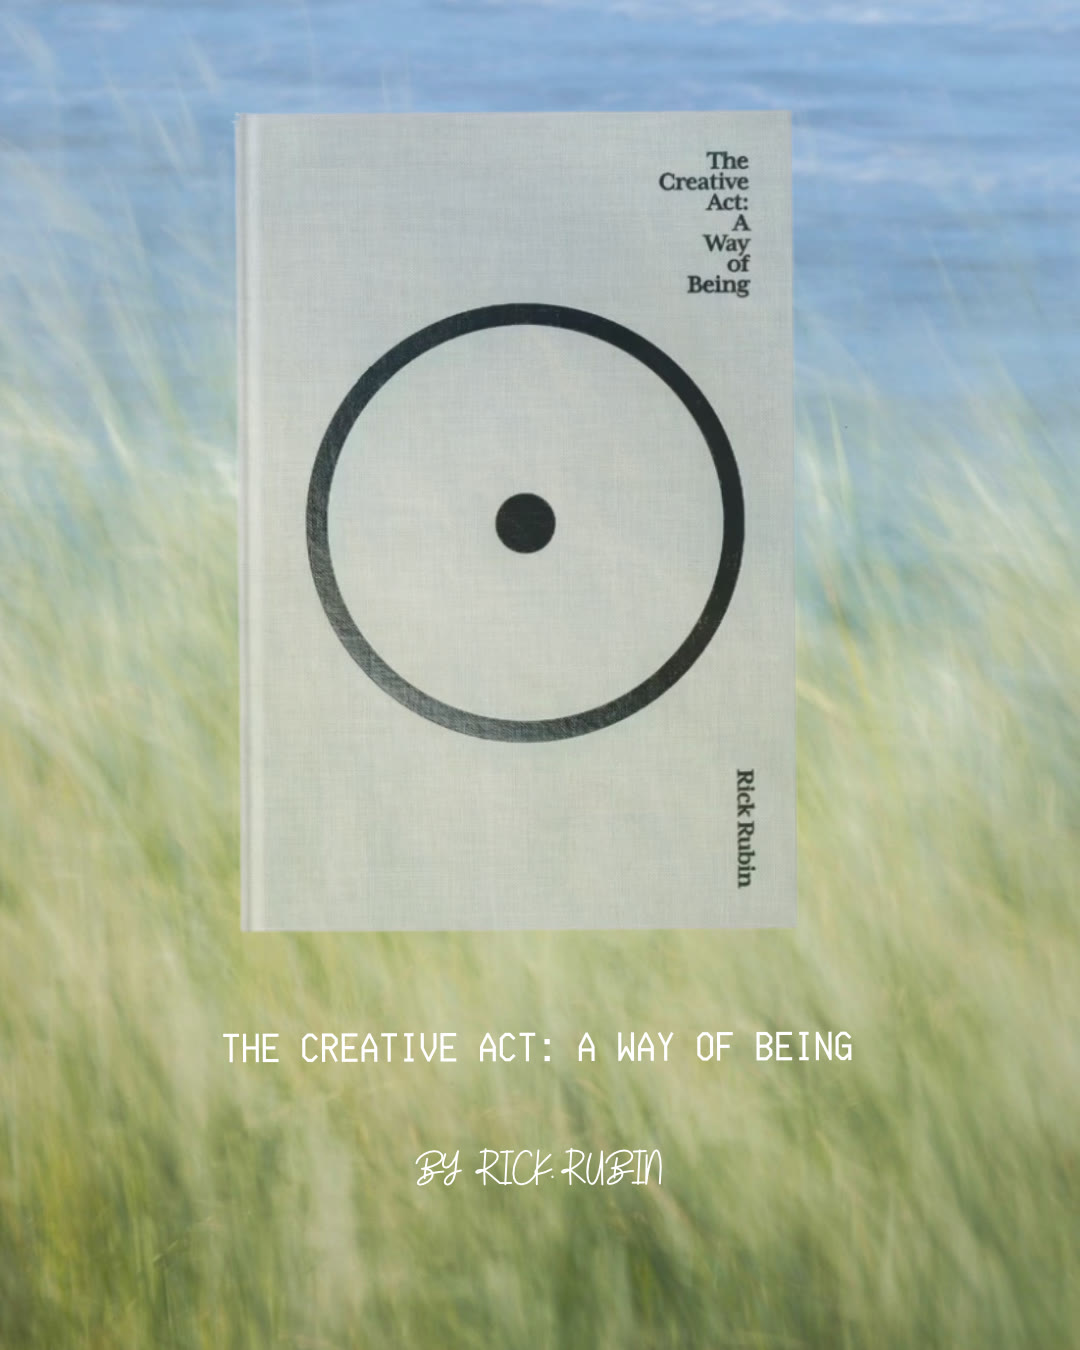 The
Creative
Act:
A
Way
of
Being
Rick Rubin
THE CREATIVE ACT: A WAY OF BEING
BY RICK RUBIN